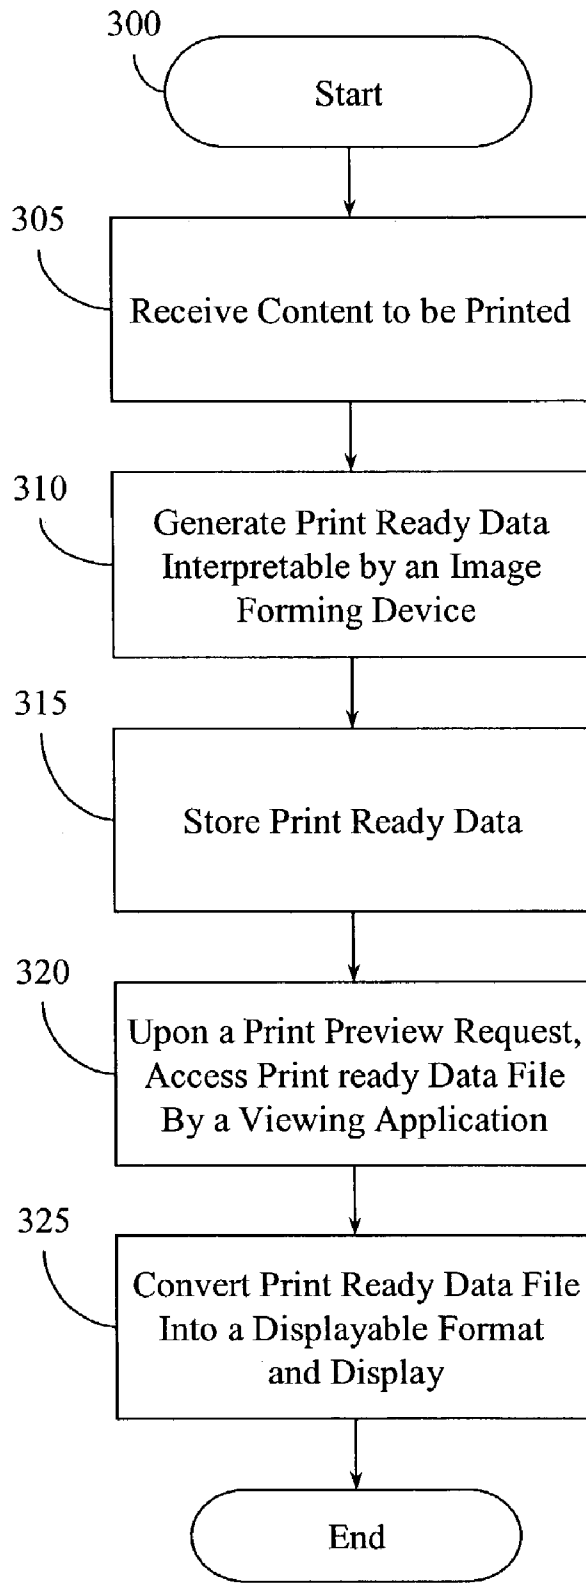 300
Start
305
Receive Content to be Printed
310
Generate Print Ready Data
Interpretable by an Image
Forming Device
315
Store Print Ready Data
320
Upon a Print Preview Request,
Access Print ready Data File
By a Viewing Application
325
Convert Print Ready Data File
Into a Displayable Format
and Display
End